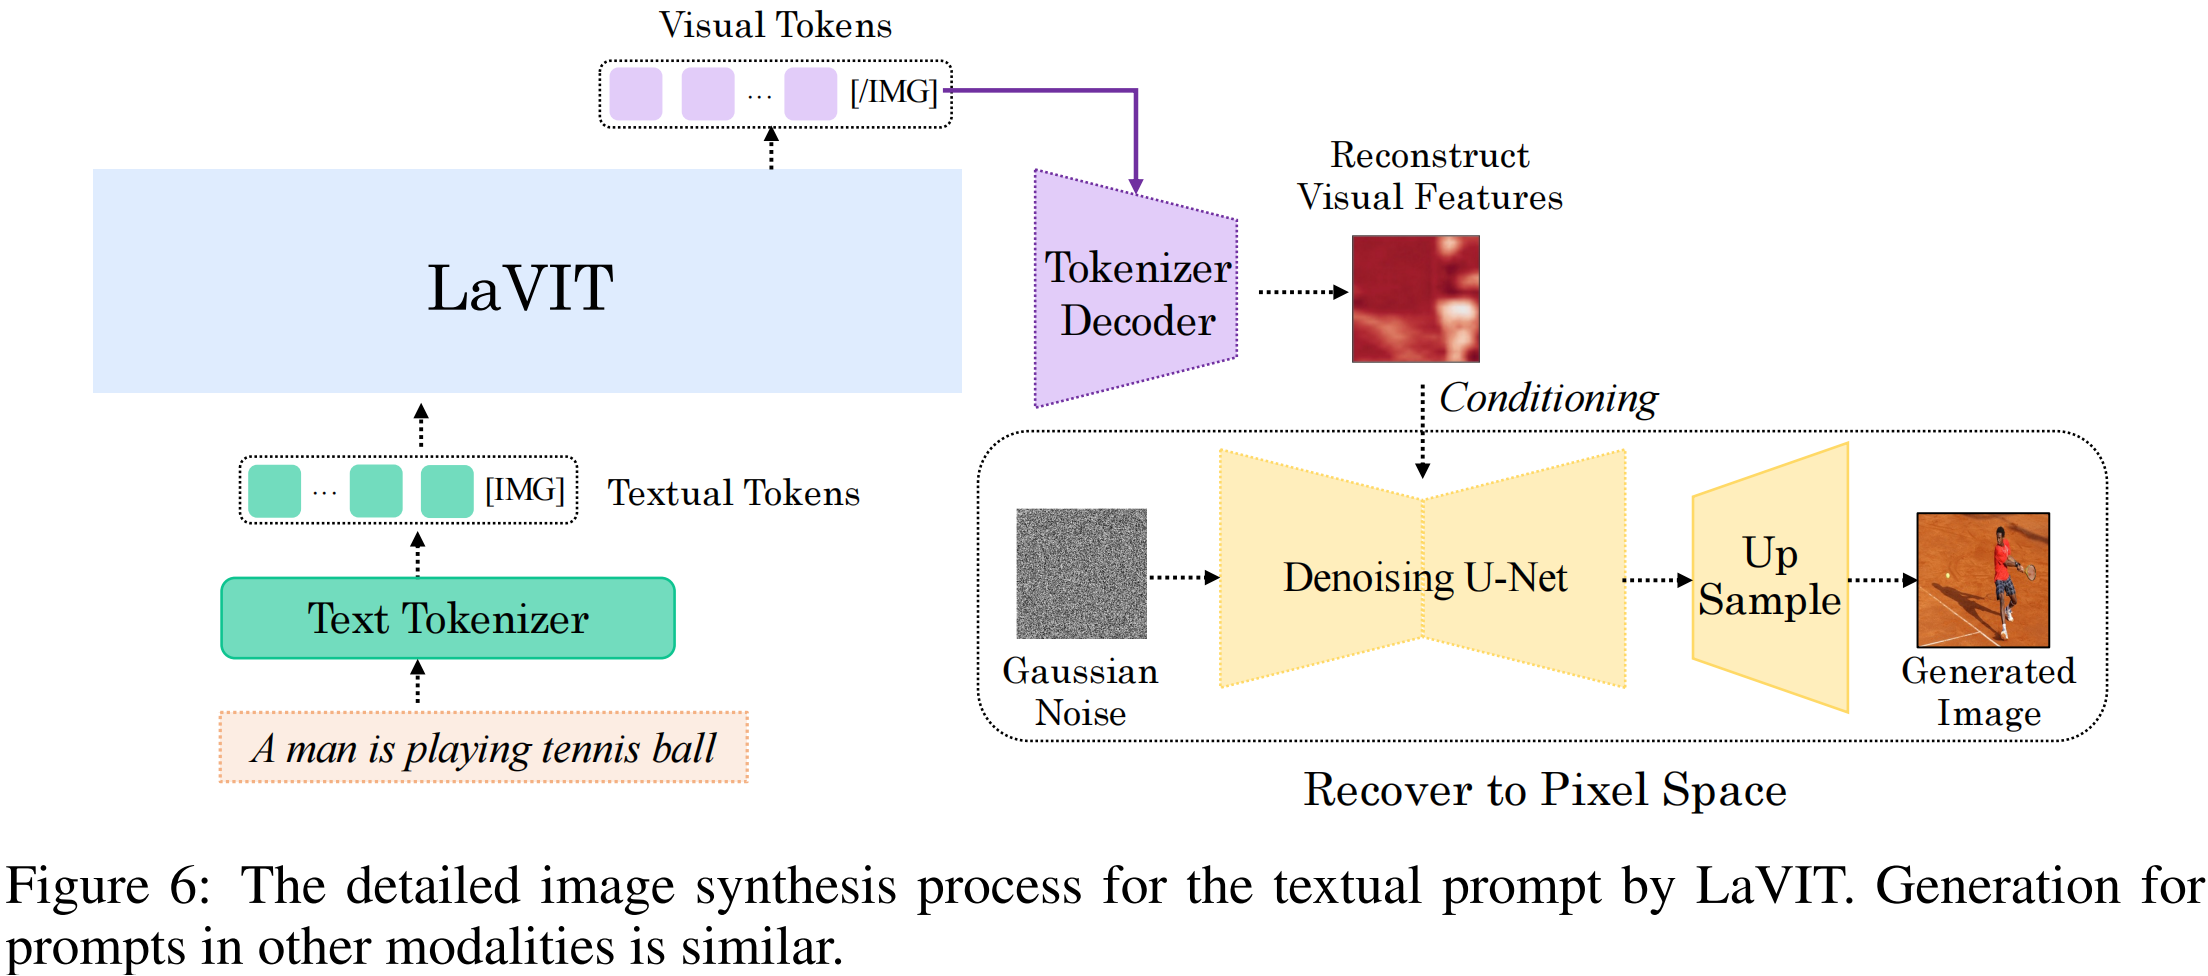 Visual Tokens
... [/IMG]
Reconstruct
Visual Features
LaVIT
Tokenizer
Decoder
Conditioning
... [IMG]
Textual Tokens
Text Tokenizer
A man is playing tennis ball
Gaussian
Noise
Denoising U-Net
Up
Sample
Generated
Image
Recover to Pixel Space
Figure 6: The detailed image synthesis process for the textual prompt by LaVIT. Generation for
prompts in other modalities is similar.